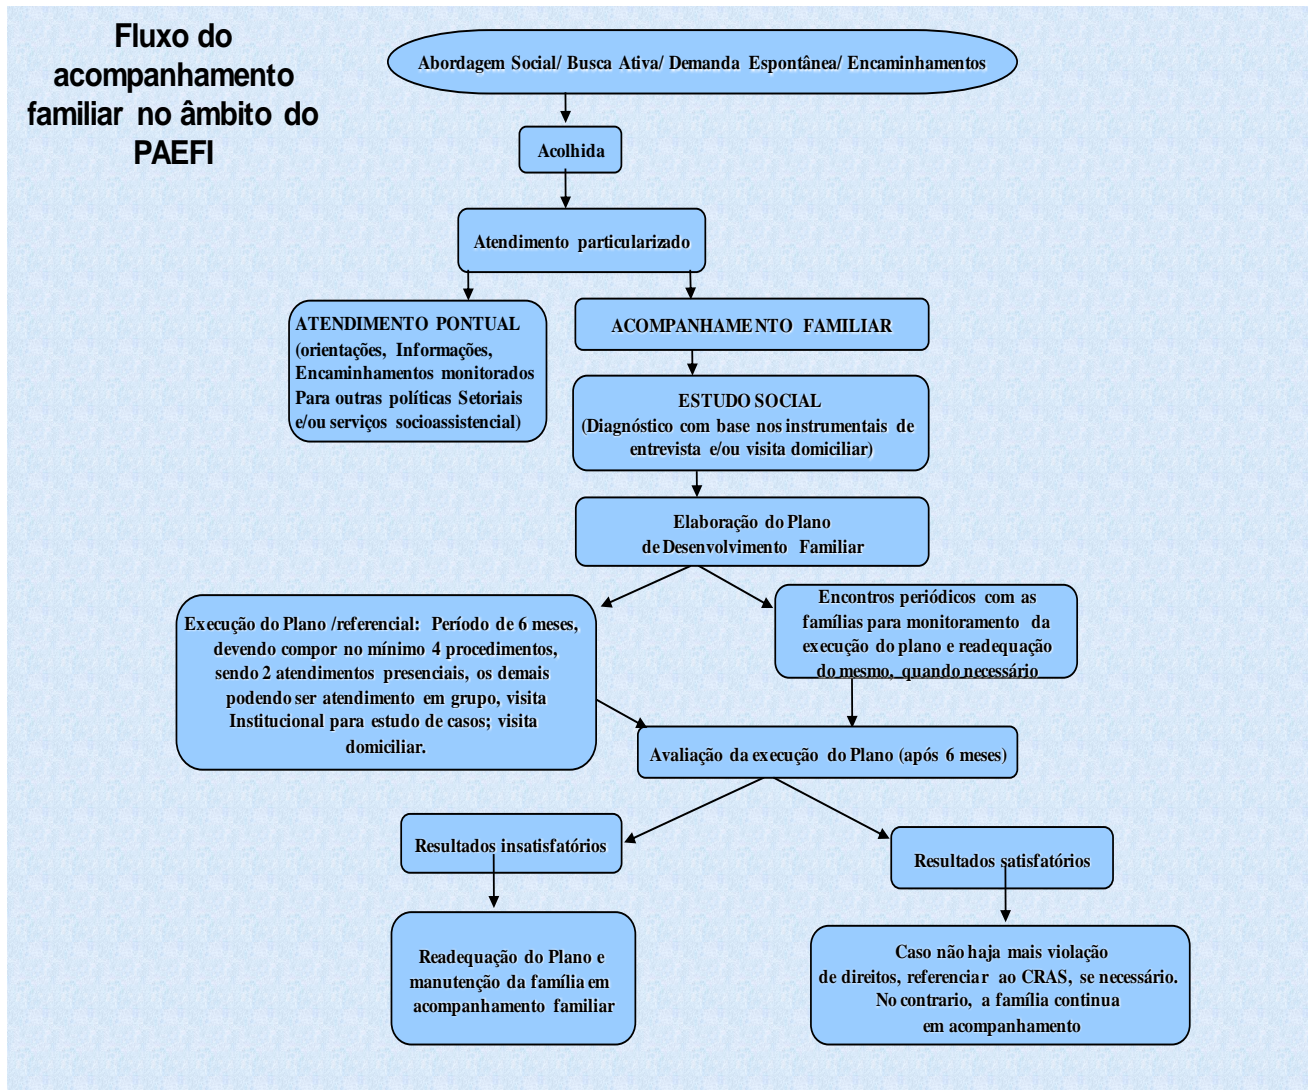 Fluxo do
acompanhamento
familiar no âmbito do
PAEFI
Abordagem Social/ Busca Ativa/ Demanda Espontânea/ Encaminhamentos
Acolhida
Atendimento particularizado
ATENDIMENTO PONTUAL
(orientações, Informações,
Encaminhamentos monitorados
Para outras políticas Setoriais
e/ou serviços socioassistencial)
ACOMPANHAMENTO FAMILIAR
ESTUDO SOCIAL
(Diagnóstico com base nos instrumentais de
entrevista e/ou visita domiciliar)
Elaboração do Plano
de Desenvolvimento Familiar
Execução do Plano /referencial: Período de 6 meses,
devendo compor no mínimo 4 procedimentos,
sendo 2 atendimentos presenciais, os demais
podendo ser atendimento em grupo, visita
Institucional para estudo de casos; visita
domiciliar.
Encontros periódicos com as
famílias para monitoramento da
execução do plano e readequação
do mesmo, quando necessário
Avaliação da execução do Plano (após 6 meses)
Resultados insatisfatórios
Resultados satisfatórios
Readequação do Plano e
manutenção da família em
acompanhamento familiar
Caso não haja mais violação
de direitos, referenciar ao CRAS, se necessário.
No contrario, a família continua
em acompanhamento